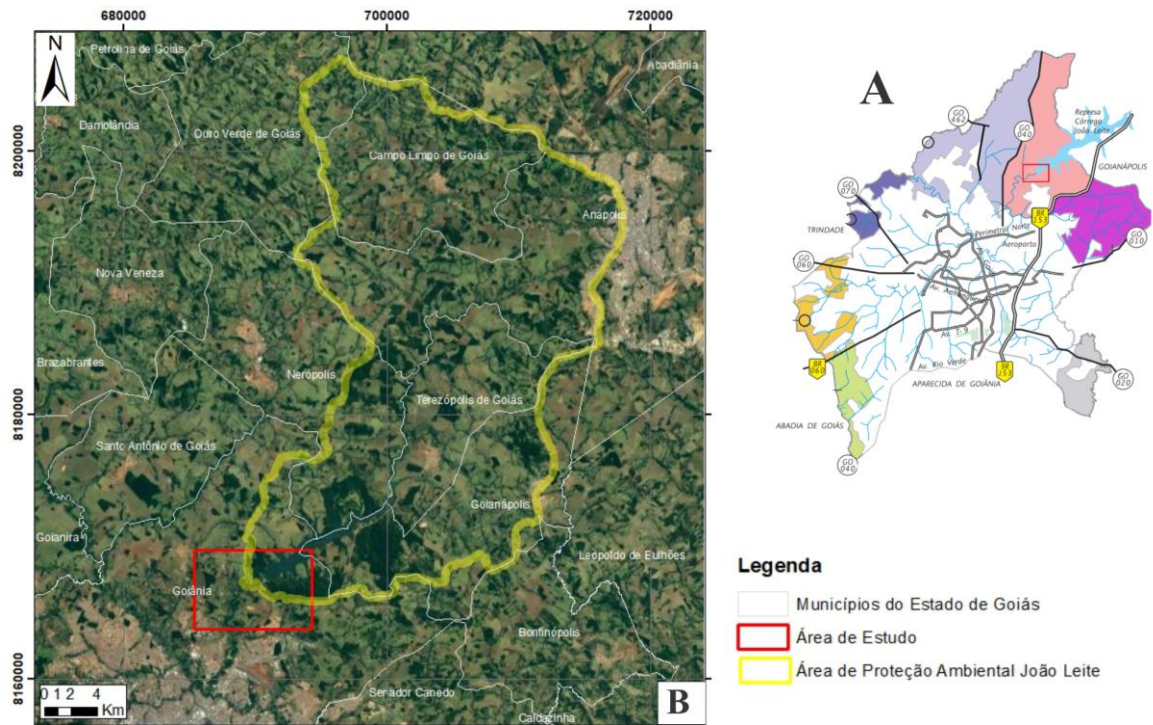 680000
700000
720000
N
Petrolina de Goiás
Abadiânia
Damolândia
Ouro Verde de Goiás
8200000
Campo Limpo de Goiás
Anápolis
Nova Veneza
Brazabrantes
Nerópolis
8180000
Terezópolis de Goiás
Santo Antônio de Goiás
Goianápolis
Goianira
Leopoldo de Bulhões
Goiânia
Bonfinópolis
8160000
Senador Canedo
Caldazinha
0 1 2 4
Km
B
A
GO
462
GO
040
Represa
Córrego
João Leite
GOIANÁPOLIS
GO
070
BR
153
TRINDADE
Perimetral Norte
Aeroporto
GO
010
GO
060
Av. Anhanguera
Av. T-9
BR
060
Av. Rio Verde
BR
153
GO
020
APARECIDA DE GOIÂNIA
ABADIA DE GOIÁS
GO
040
Legenda
Municípios do Estado de Goiás
Área de Estudo
Área de Proteção Ambiental João Leite